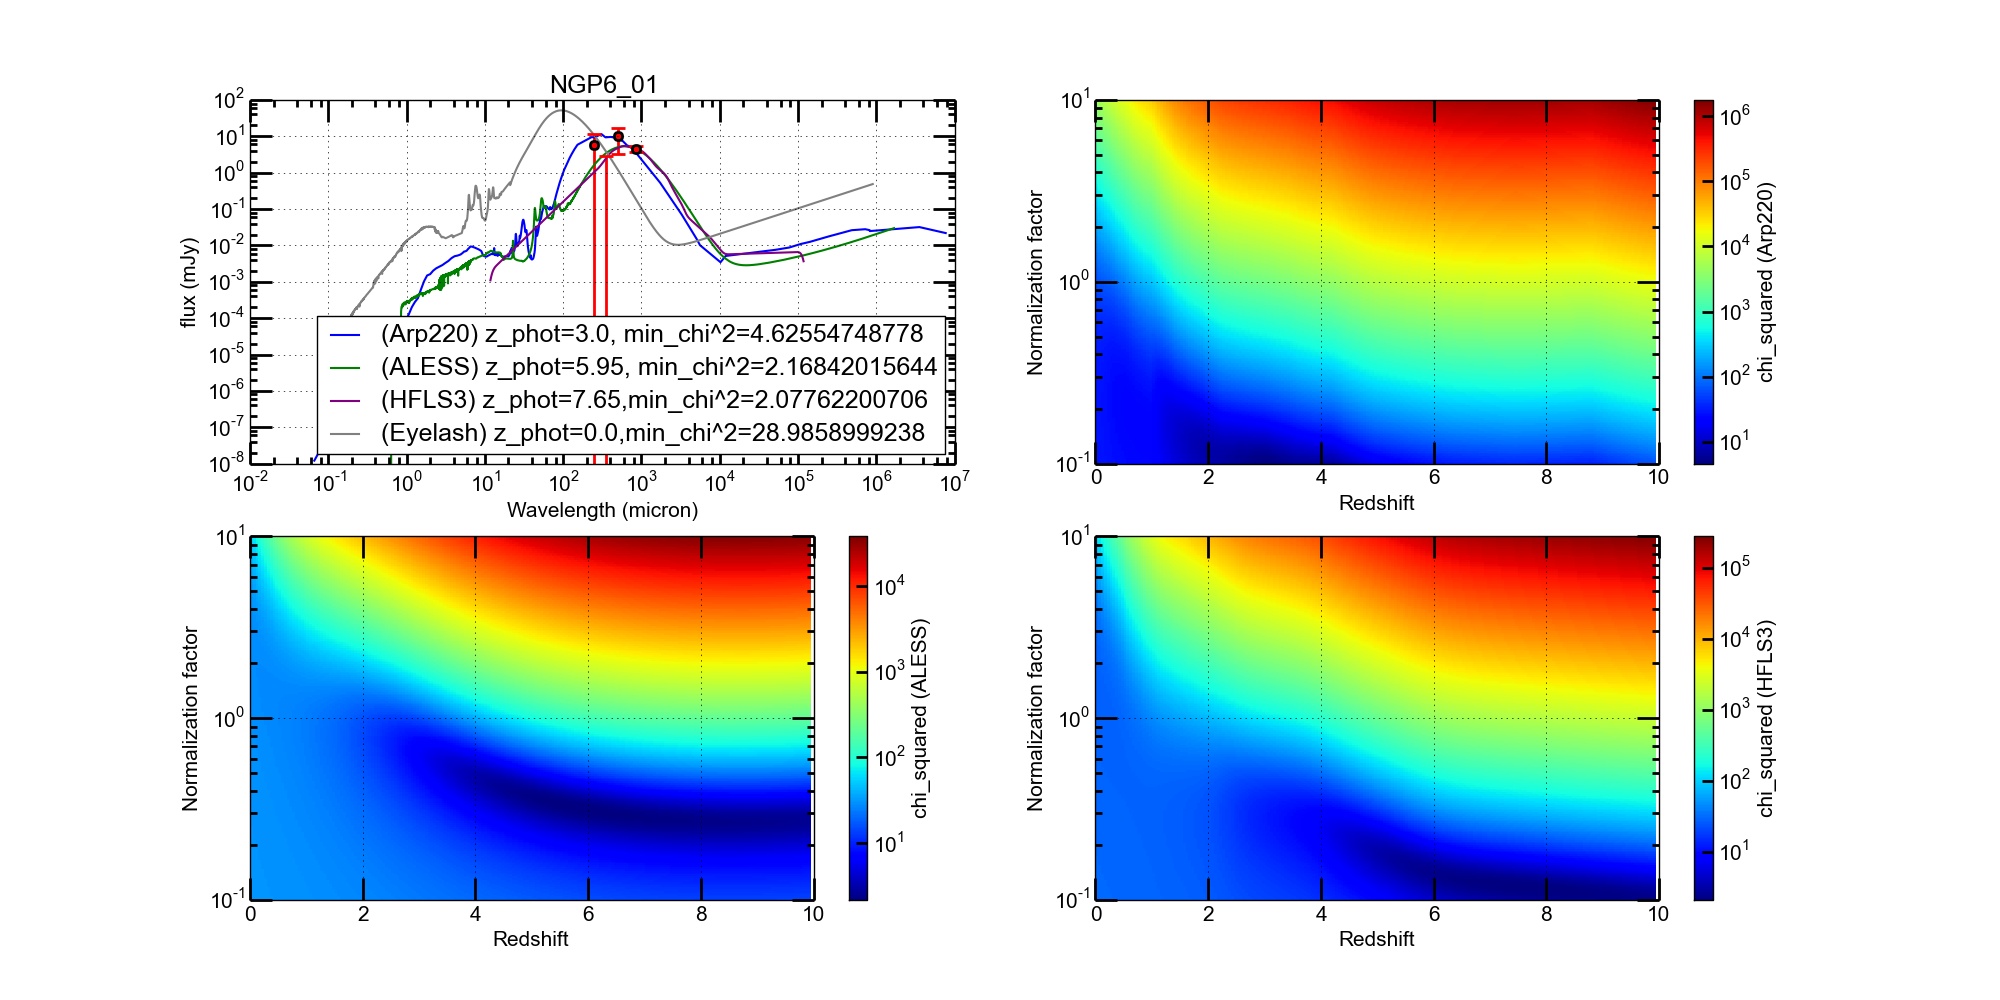 NGP6_01
10^2
10^1
10^0
10^-1
10^-2
10^-3
10^-4
10^-5
10^-6
10^-7
10^-8
flux (mJy)
(Arp220) z_phot=3.0, min_chi^2=4.62554748778
(ALESS) z_phot=5.95, min_chi^2=2.16842015644
(HFLS3) z_phot=7.65,min_chi^2=2.07762200706
(Eyelash) z_phot=0.0,min_chi^2=28.9858999238
10^-2 10^-1 10^0 10^1 10^2 10^3 10^4 10^5 10^6 10^7
Wavelength (micron)
10^1
10^0
10^-1
Normalization factor
0 2 4 6 8 10
Redshift
10^6
10^5
10^4
10^3
10^2
10^1
chi_squared (Arp220)
10^1
10^0
10^-1
Normalization factor
0 2 4 6 8 10
Redshift
10^4
10^3
10^2
10^1
chi_squared (ALESS)
10^1
10^0
10^-1
Normalization factor
0 2 4 6 8 10
Redshift
10^5
10^4
10^3
10^2
10^1
chi_squared (HFLS3)